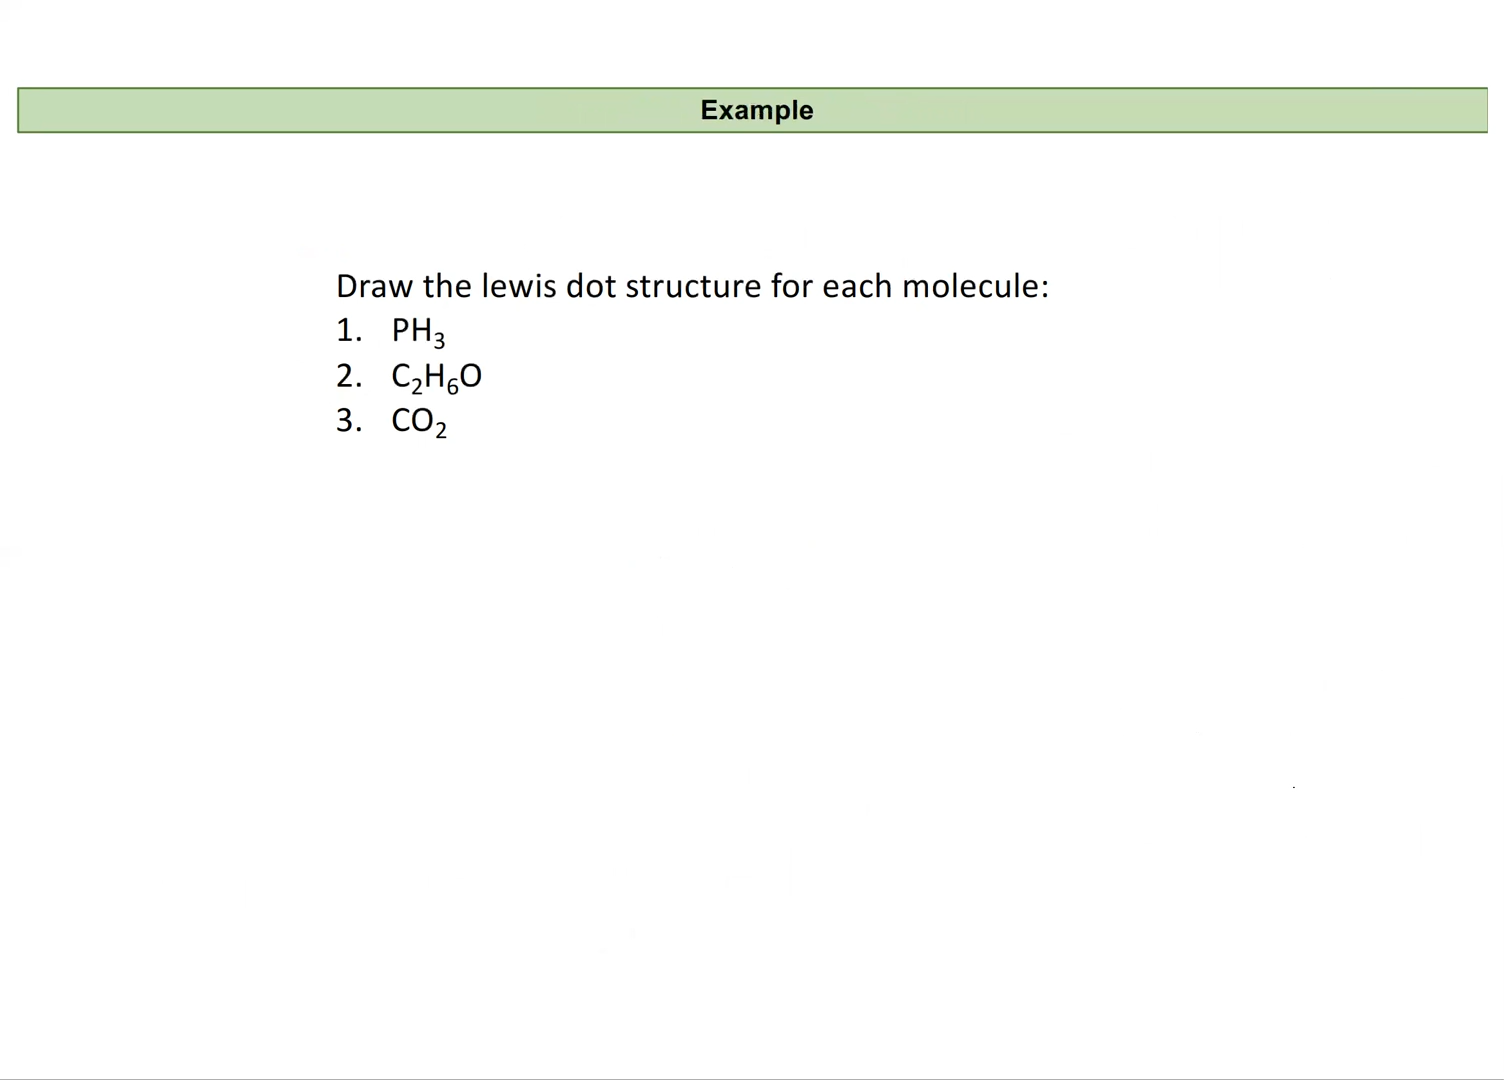 Example
Draw the lewis dot structure for each molecule:
1. PH₃
2. C₂H₆O
3. CO₂